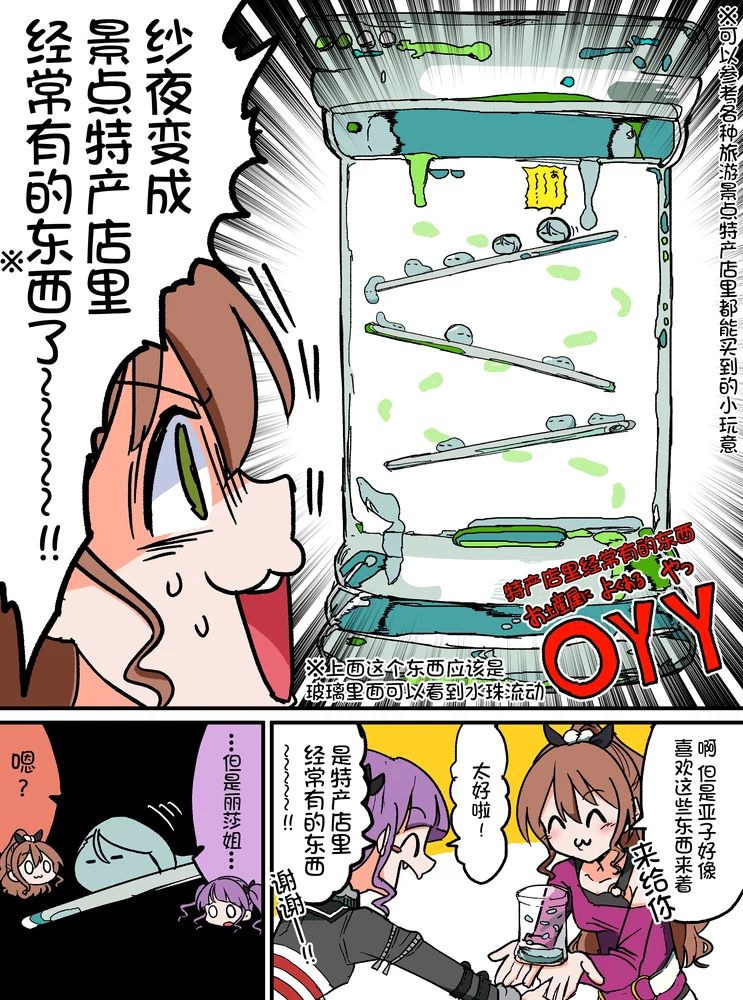 ※可以参考各种旅游景点特产店里都能买到的小玩意
纱夜变成
景点特产店里
经常有的东西了~~~~~~!!
※
ぁ~~~~
特产店里经常有的东西
お土産屋に よくある やつ
OYY
※上面这个东西应该是
玻璃里面可以看到水珠流动
啊 但是亚子好像
喜欢这些东西来着
来给你
太好啦!
是特产店里
经常有的东西
~~~~~~!!
谢谢—!!
…但是丽莎姐…
嗯?